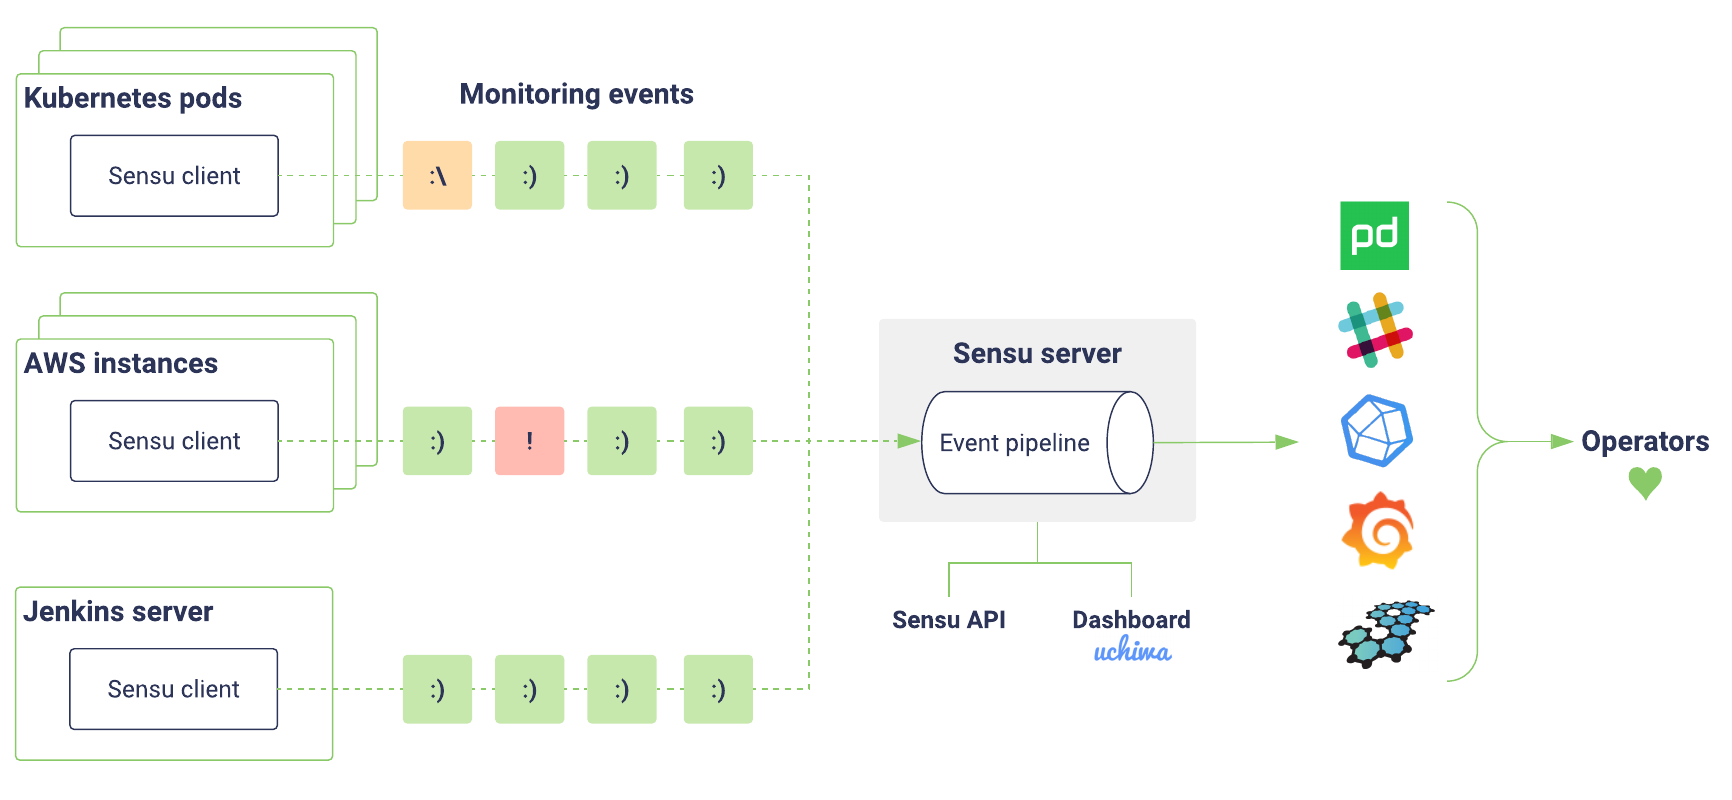 Kubernetes pods
Sensu client
Monitoring events
:\ :) :) :)
AWS instances
Sensu client
:) ! :) :)
Jenkins server
Sensu client
:) :) :) :)
Sensu server
Event pipeline
Sensu API
Dashboard
uchiwa
pd
Operators